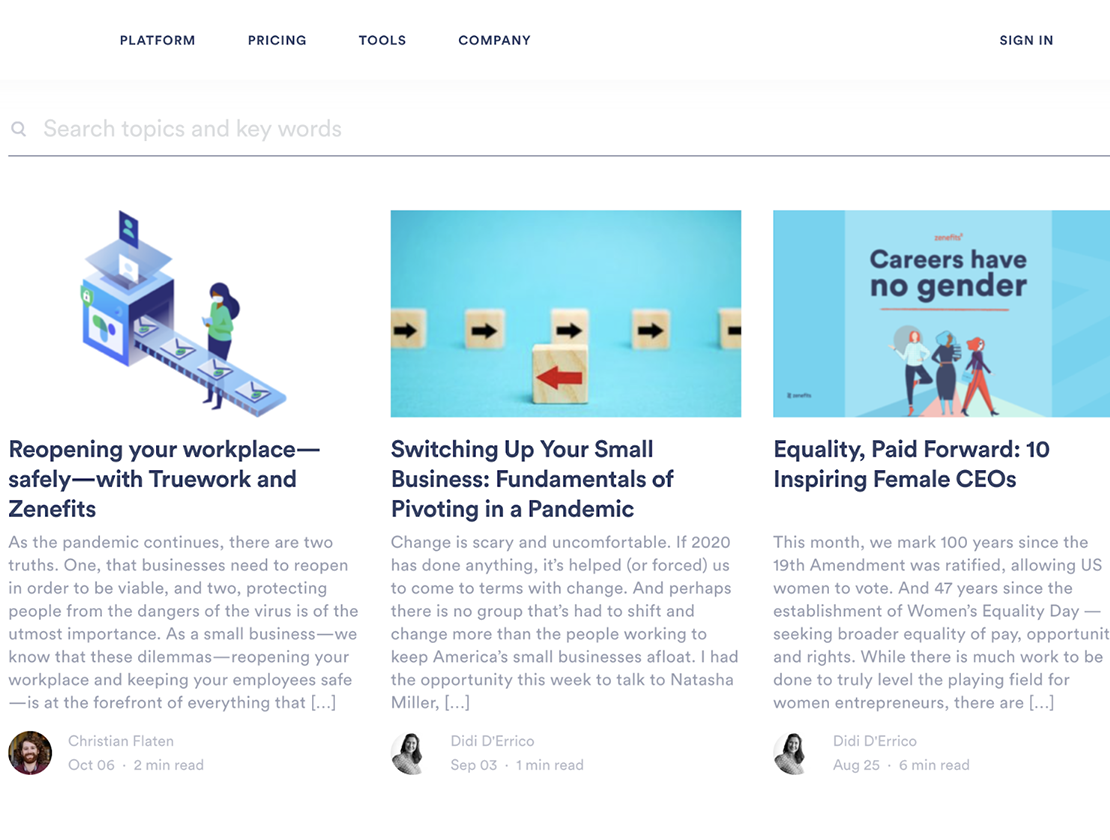 PLATFORM PRICING TOOLS COMPANY SIGN IN
Search topics and key words
zenefits
Careers have
no gender
zenefits
Reopening your workplace—
safely—with Truework and
Zenefits
As the pandemic continues, there are two
truths. One, that businesses need to reopen
in order to be viable, and two, protecting
people from the dangers of the virus is of the
utmost importance. As a small business—we
know that these dilemmas—reopening your
workplace and keeping your employees safe
—is at the forefront of everything that [...]
Christian Flaten
Oct 06 · 2 min read
Switching Up Your Small
Business: Fundamentals of
Pivoting in a Pandemic
Change is scary and uncomfortable. If 2020
has done anything, it’s helped (or forced) us
to come to terms with change. And perhaps
there is no group that’s had to shift and
change more than the people working to
keep America’s small businesses afloat. I had
the opportunity this week to talk to Natasha
Miller, [...]
Didi D'Errico
Sep 03 · 1 min read
Equality, Paid Forward: 10
Inspiring Female CEOs
This month, we mark 100 years since the
19th Amendment was ratified, allowing US
women to vote. And 47 years since the
establishment of Women’s Equality Day —
seeking broader equality of pay, opportunit
and rights. While there is much work to be
done to truly level the playing field for
women entrepreneurs, there are [...]
Didi D'Errico
Aug 25 · 6 min read